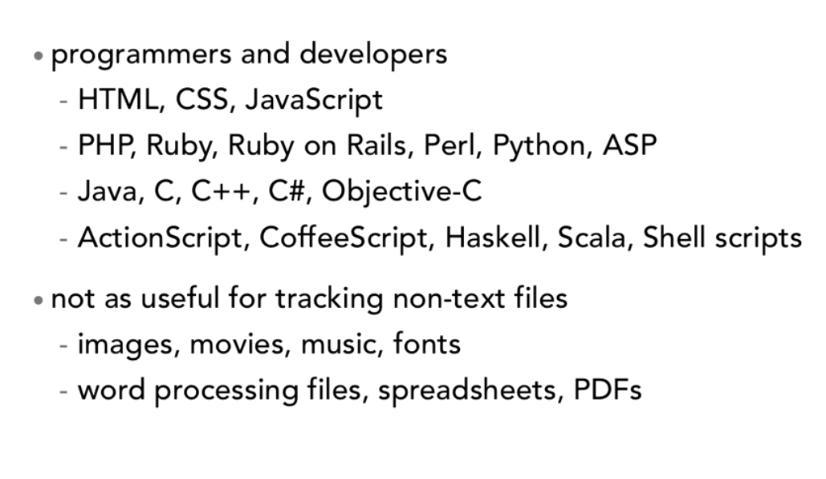 • programmers and developers
- HTML, CSS, JavaScript
- PHP, Ruby, Ruby on Rails, Perl, Python, ASP
- Java, C, C++, C#, Objective-C
- ActionScript, CoffeeScript, Haskell, Scala, Shell scripts
• not as useful for tracking non-text files
- images, movies, music, fonts
- word processing files, spreadsheets, PDFs